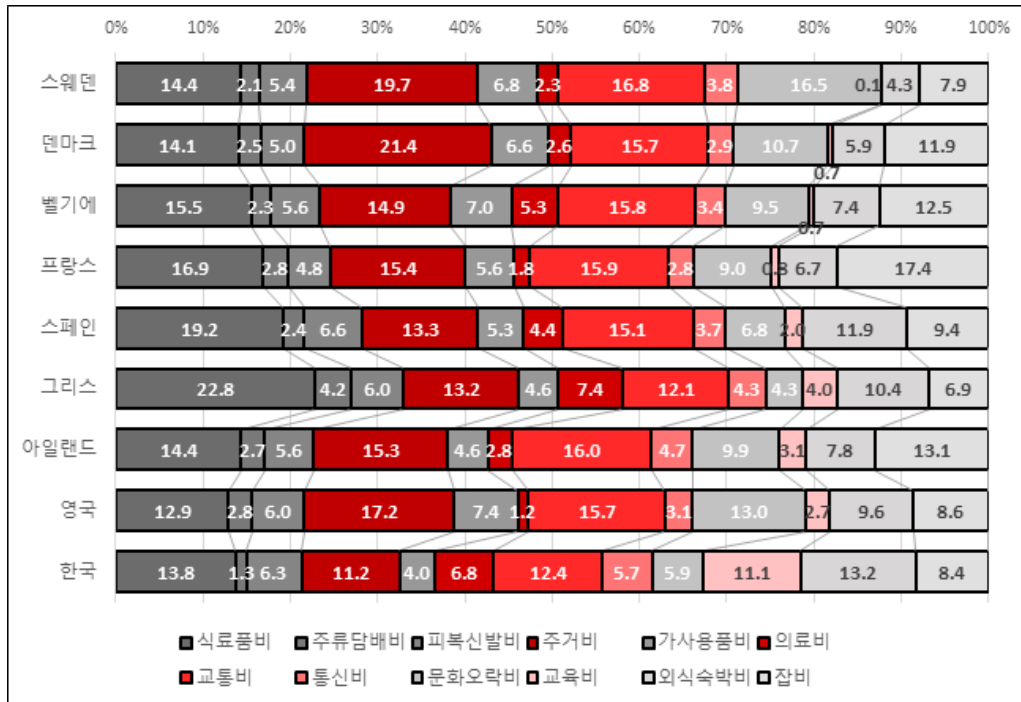 0% 10% 20% 30% 40% 50% 60% 70% 80% 90% 100%
스웨덴 14.4 2.1 5.4 19.7 6.8 2.3 16.8 3.8 16.5 0.1 4.3 7.9
덴마크 14.1 2.5 5.0 21.4 6.6 2.6 15.7 2.9 10.7 0.7 5.9 11.9
벨기에 15.5 2.3 5.6 14.9 7.0 5.3 15.8 3.4 9.5 0.7 7.4 12.5
프랑스 16.9 2.8 4.8 15.4 5.6 1.8 15.9 2.8 9.0 0.8 6.7 17.4
스페인 19.2 2.4 6.6 13.3 5.3 4.4 15.1 3.7 6.8 2.0 11.9 9.4
그리스 22.8 4.2 6.0 13.2 4.6 7.4 12.1 4.3 4.3 4.0 10.4 6.9
아일랜드 14.4 2.7 5.6 15.3 4.6 2.8 16.0 4.7 9.9 3.1 7.8 13.1
영국 12.9 2.8 6.0 17.2 7.4 1.2 15.7 3.1 13.0 2.7 9.6 8.6
한국 13.8 1.3 6.3 11.2 4.0 6.8 12.4 5.7 5.9 11.1 13.2 8.4
식료품비 주류담배비 피복신발비 주거비 가사용품비 의료비
교통비 통신비 문화오락비 교육비 외식숙박비 잡비